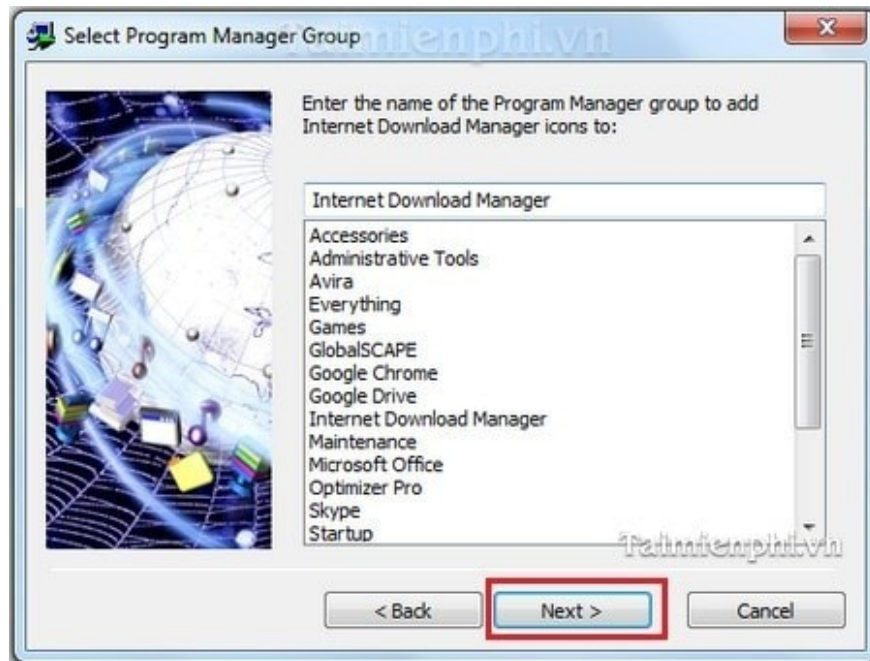 Select Program Manager Group
Taimienphi.vn
Enter the name of the Program Manager group to add
Internet Download Manager icons to:
Internet Download Manager
Accessories
Administrative Tools
Avira
Everything
Games
GlobalSCAPE
Google Chrome
Google Drive
Internet Download Manager
Maintenance
Microsoft Office
Optimizer Pro
Skype
Startup
Taimienphi.vn
< Back
Next >
Cancel